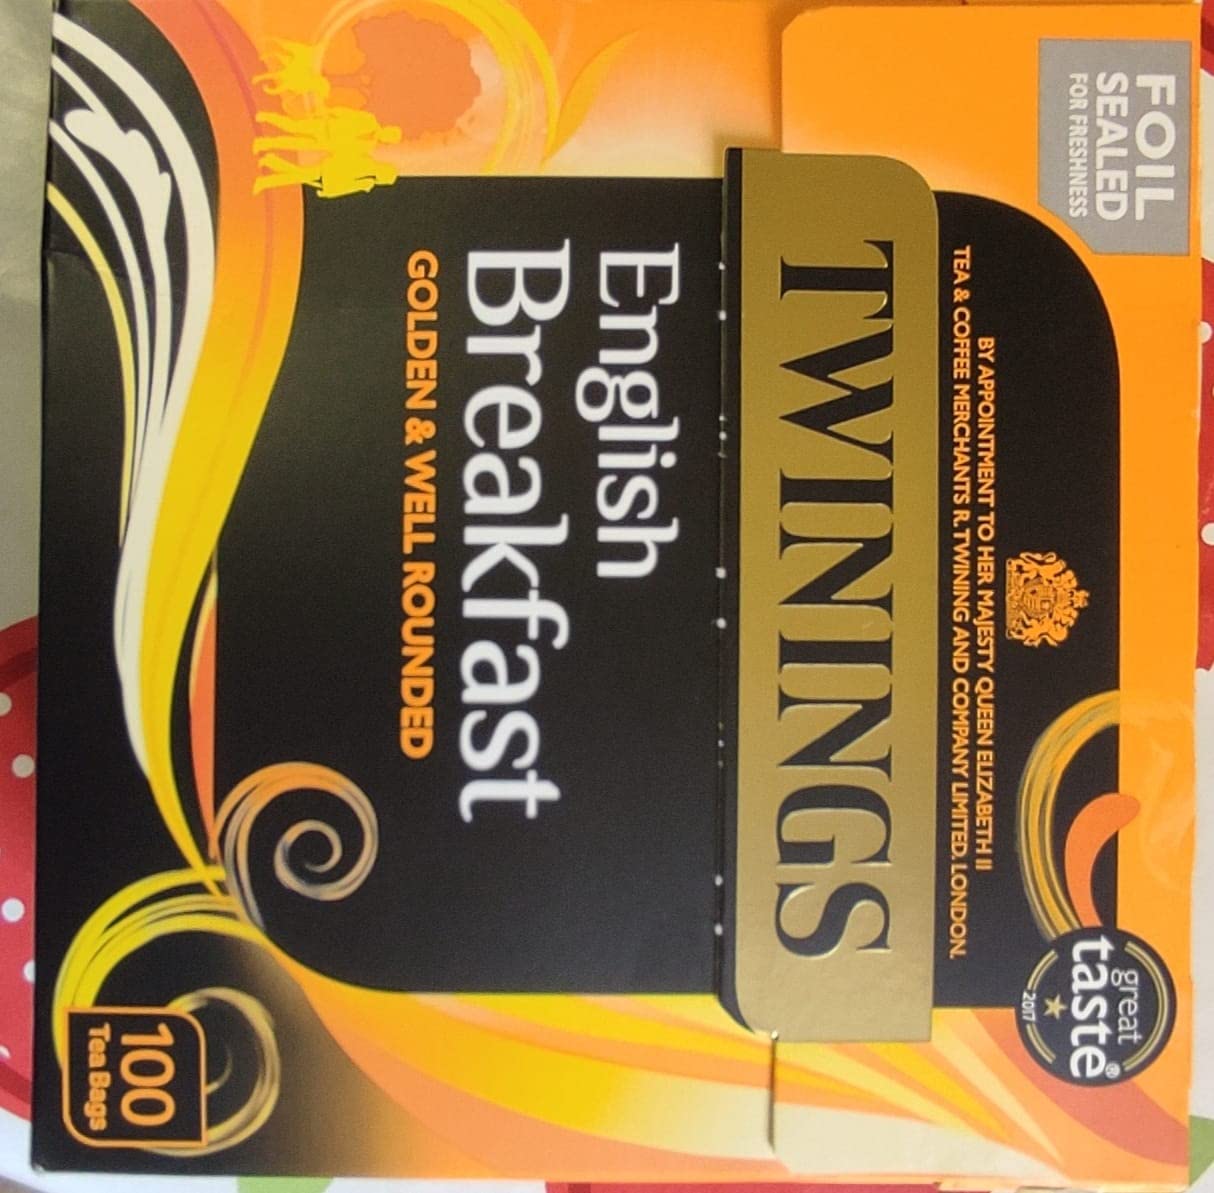 FOIL
SEALED
FOR FRESHNESS
BY APPOINTMENT TO HER MAJESTY QUEEN ELIZABETH II
TEA & COFFEE MERCHANTS R. TWINING AND COMPANY LIMITED, LONDON.
great
taste®
2017
TWININGS
English
Breakfast
GOLDEN & WELL ROUNDED
100
Tea Bags